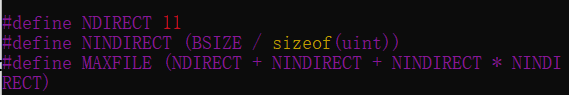 #define NDIRECT 11
#define NINDIRECT (BSIZE / sizeof(uint))
#define MAXFILE (NDIRECT + NINDIRECT + NINDIRECT * NINDI
RECT)